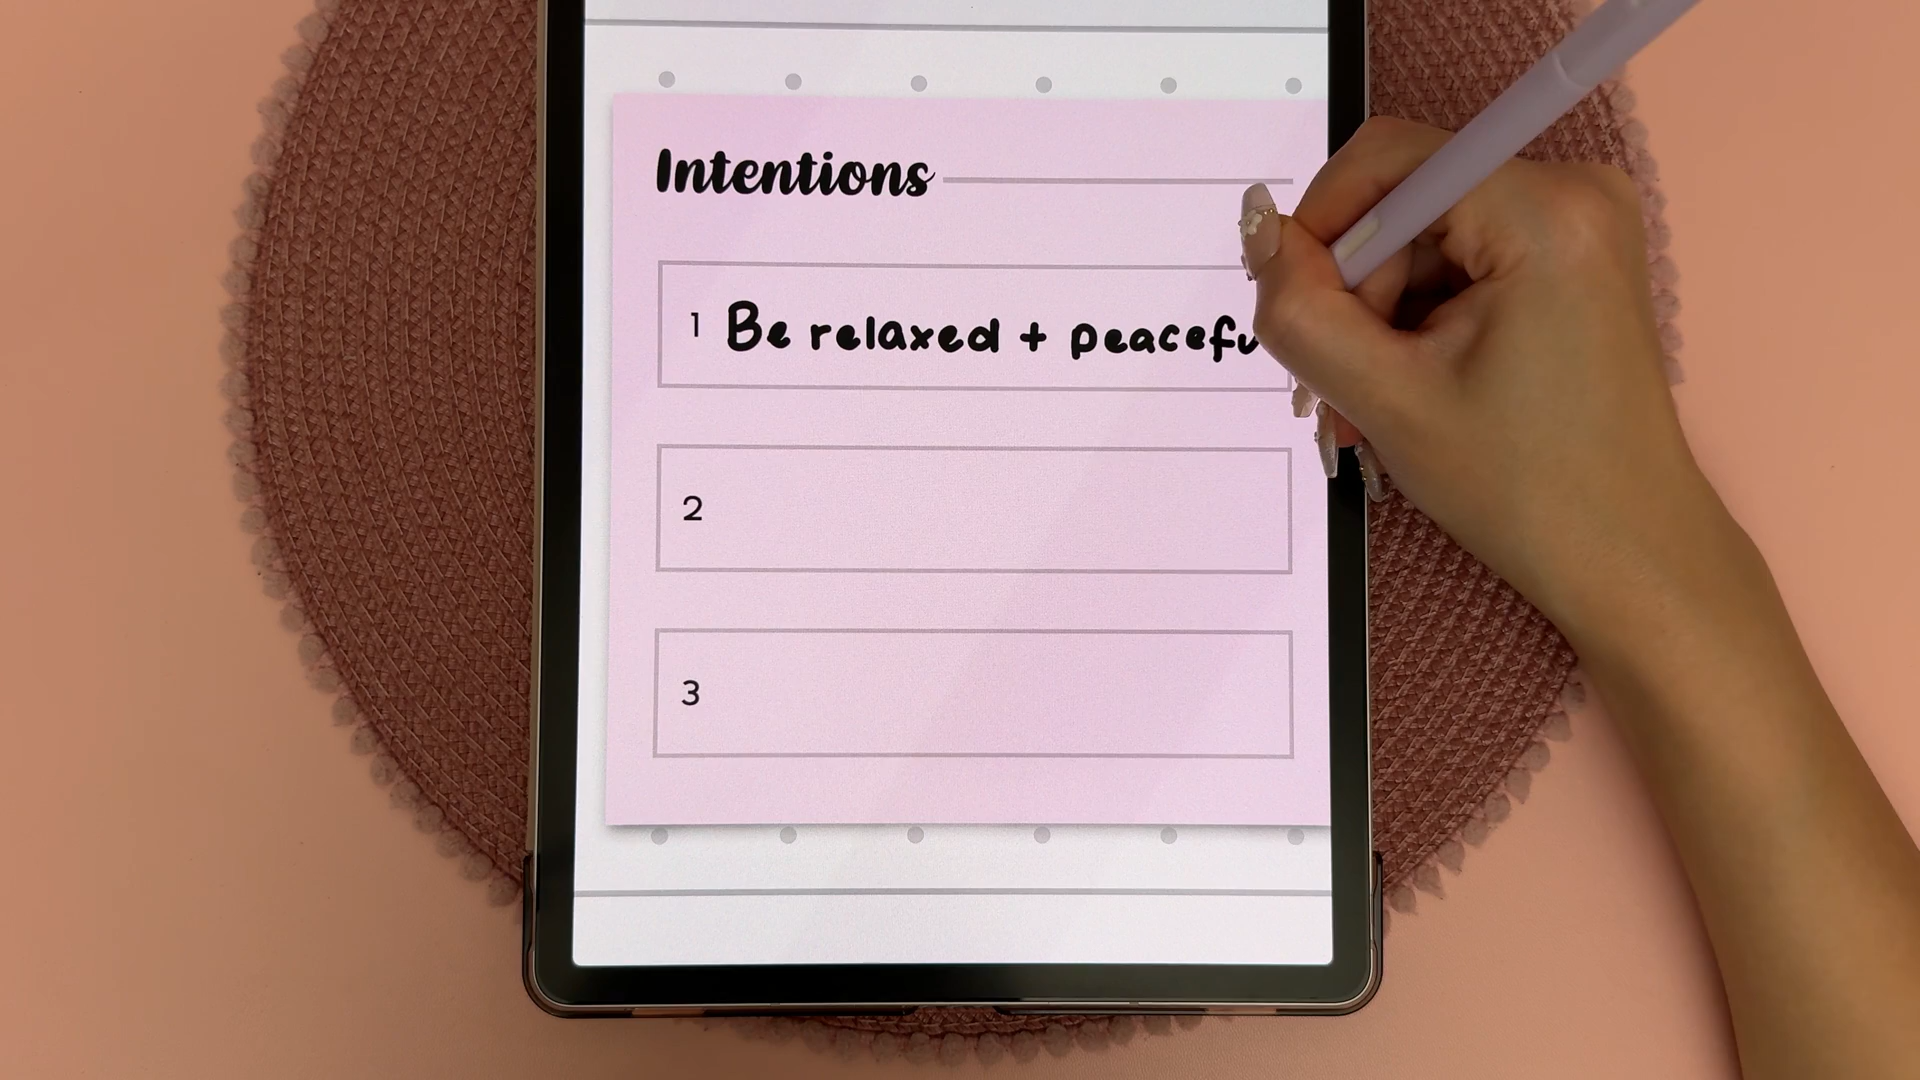 Intentions
1 Be relaxed + peacefu
2
3